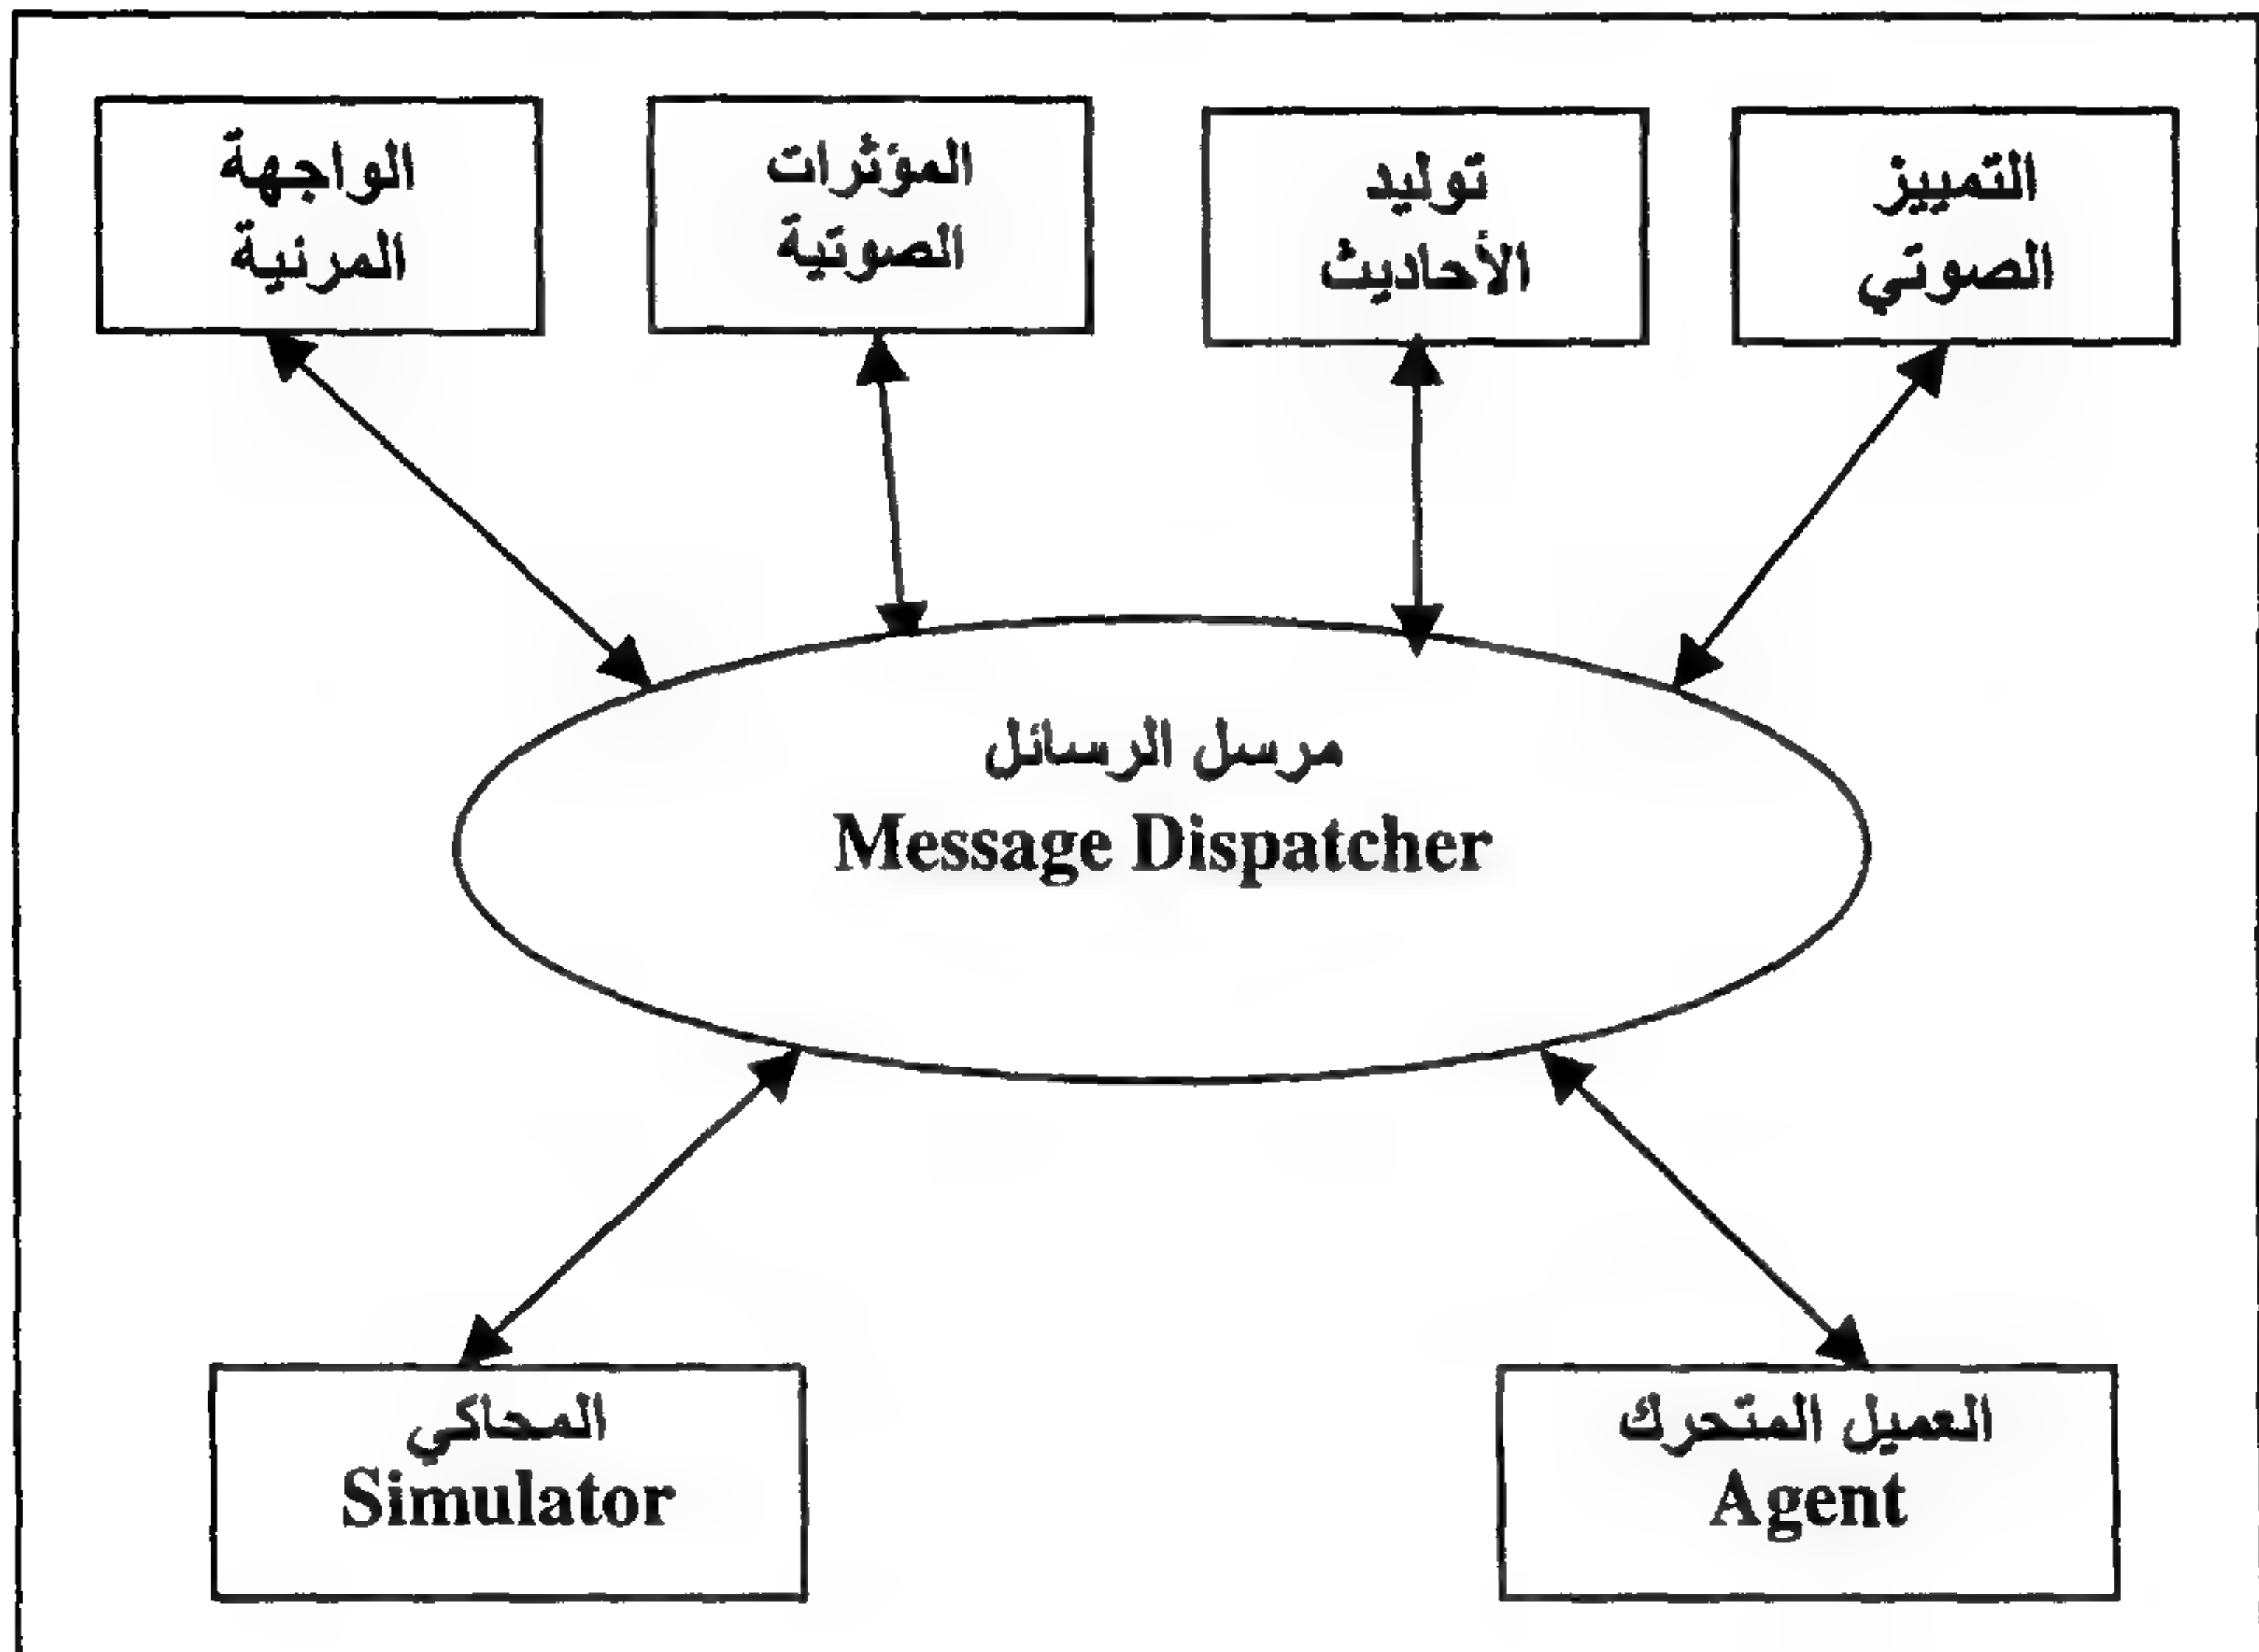 التمييز
الصوتي
توليد
الأحاديث
المؤثرات
الصوتية
الواجهة
المرئية
مرسل الرسائل
Message Dispatcher
العميل المتحرك
Agent
المحاكي
Simulator